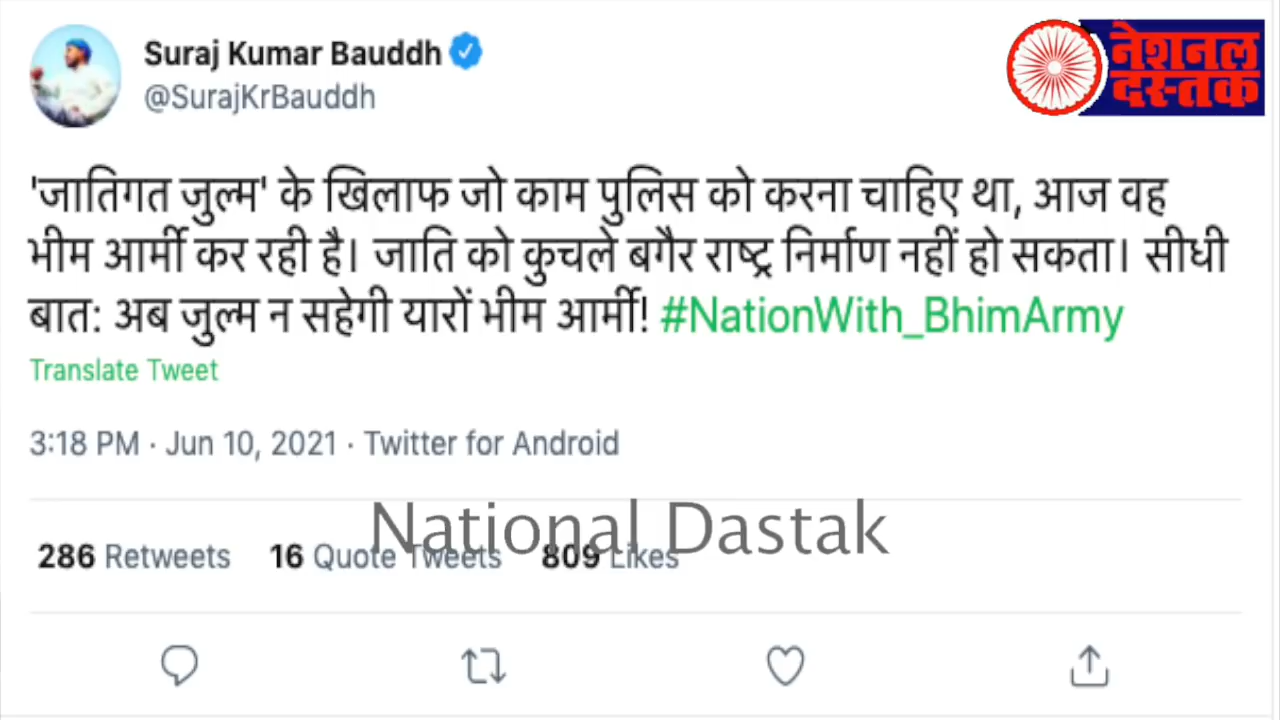 Suraj Kumar Bauddh
@SurajKrBauddh
नेशनल
दस्तक
'जातिगत जुल्म' के खिलाफ जो काम पुलिस को करना चाहिए था, आज वह
भीम आर्मी कर रही है। जाति को कुचले बगैर राष्ट्र निर्माण नहीं हो सकता। सीधी
बात: अब जुल्म न सहेगी यारों भीम आर्मी! #NationWith_BhimArmy
Translate Tweet
3:18 PM · Jun 10, 2021 · Twitter for Android
National Dastak
286 Retweets 16 Quote Tweets 809 Likes